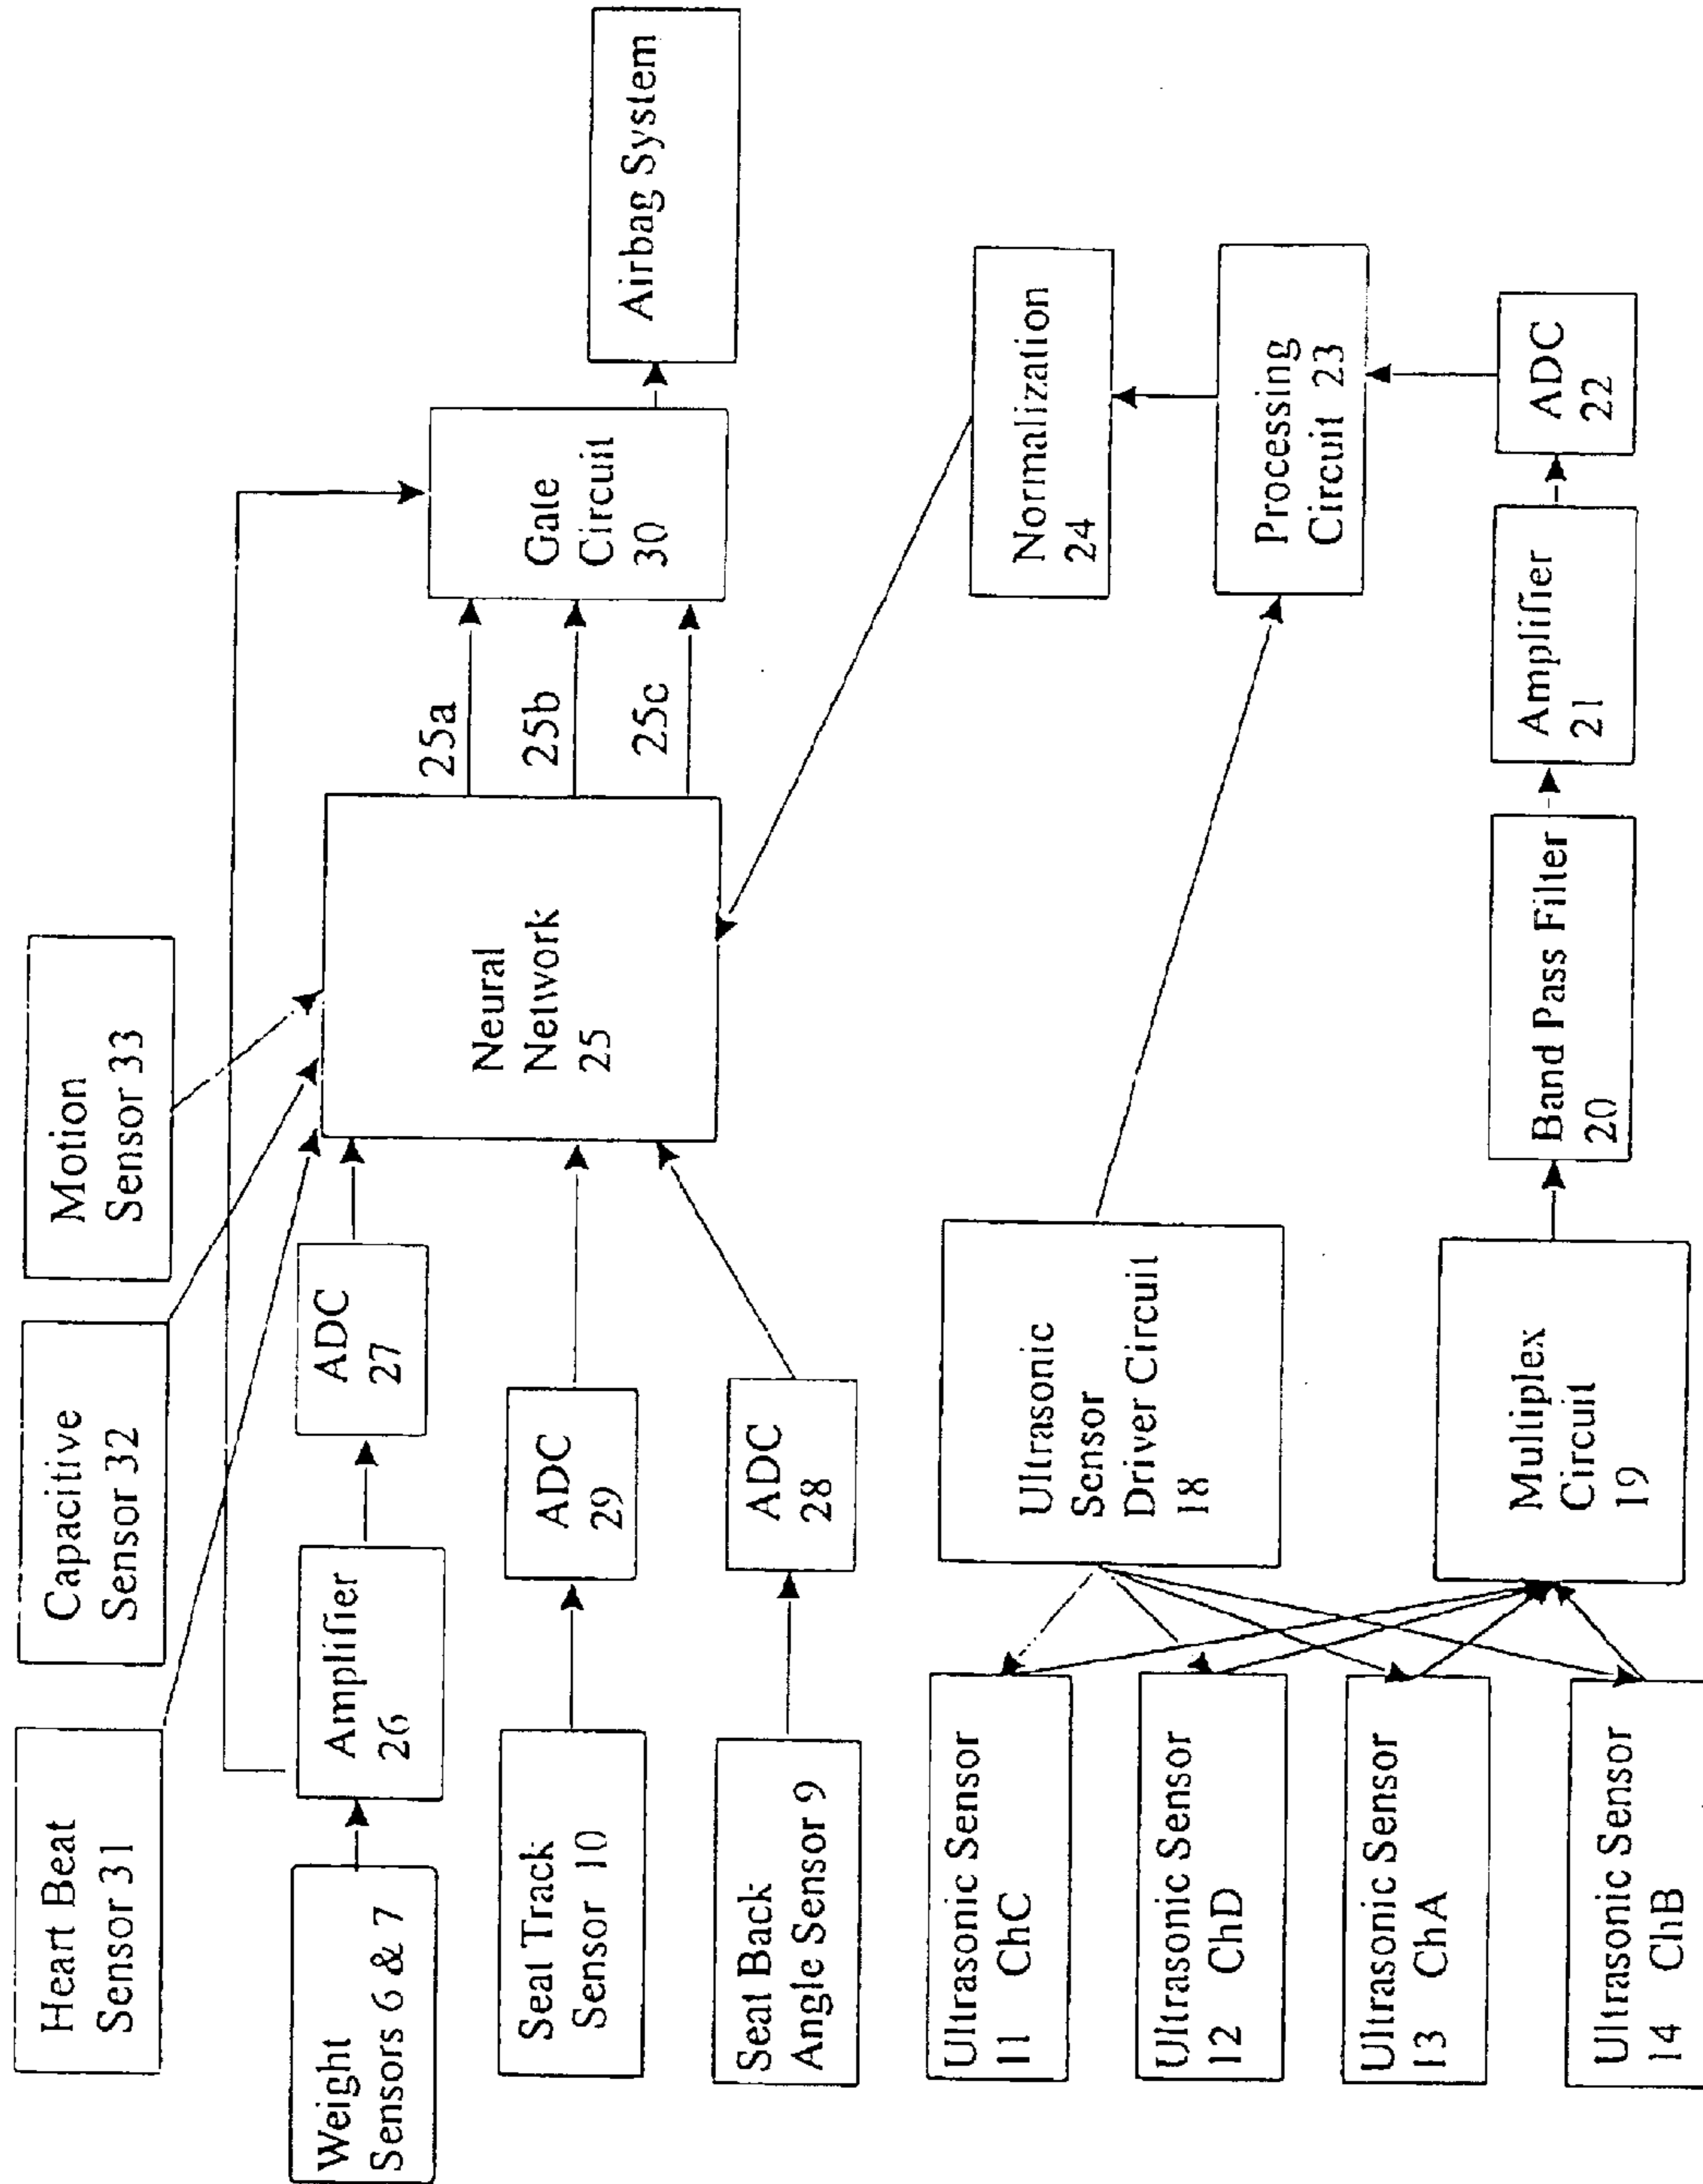 Heart Beat
Sensor 31
Capacitive
Sensor 32
Motion
Sensor 33
Weight
Sensors 6 & 7
Amplifier
26
ADC
27
Seat Track
Sensor 10
ADC
29
Seat Back
Angle Sensor 9
ADC
28
Neural
Network
25
25a
25b
25c
Gate
Circuit
30
Airbag System
Ultrasonic Sensor
11 ChC
Ultrasonic Sensor
12 ChD
Ultrasonic Sensor
13 ChA
Ultrasonic Sensor
14 ChB
Ultrasonic
Sensor
Driver Circuit
18
Multiplex
Circuit
19
Band Pass Filter
20
Amplifier
21
ADC
22
Processing
Circuit 23
Normalization
24